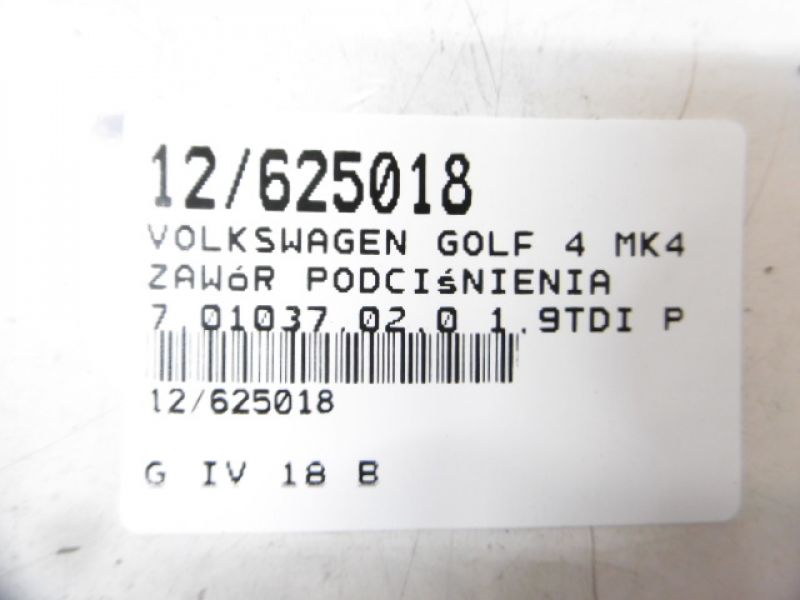 12/625018
VOLKSWAGEN GOLF 4 MK4
ZAWóR PODCIśNIENIA
7.01037.02.0 1.9TDI P
12/625018
G IV 18 B